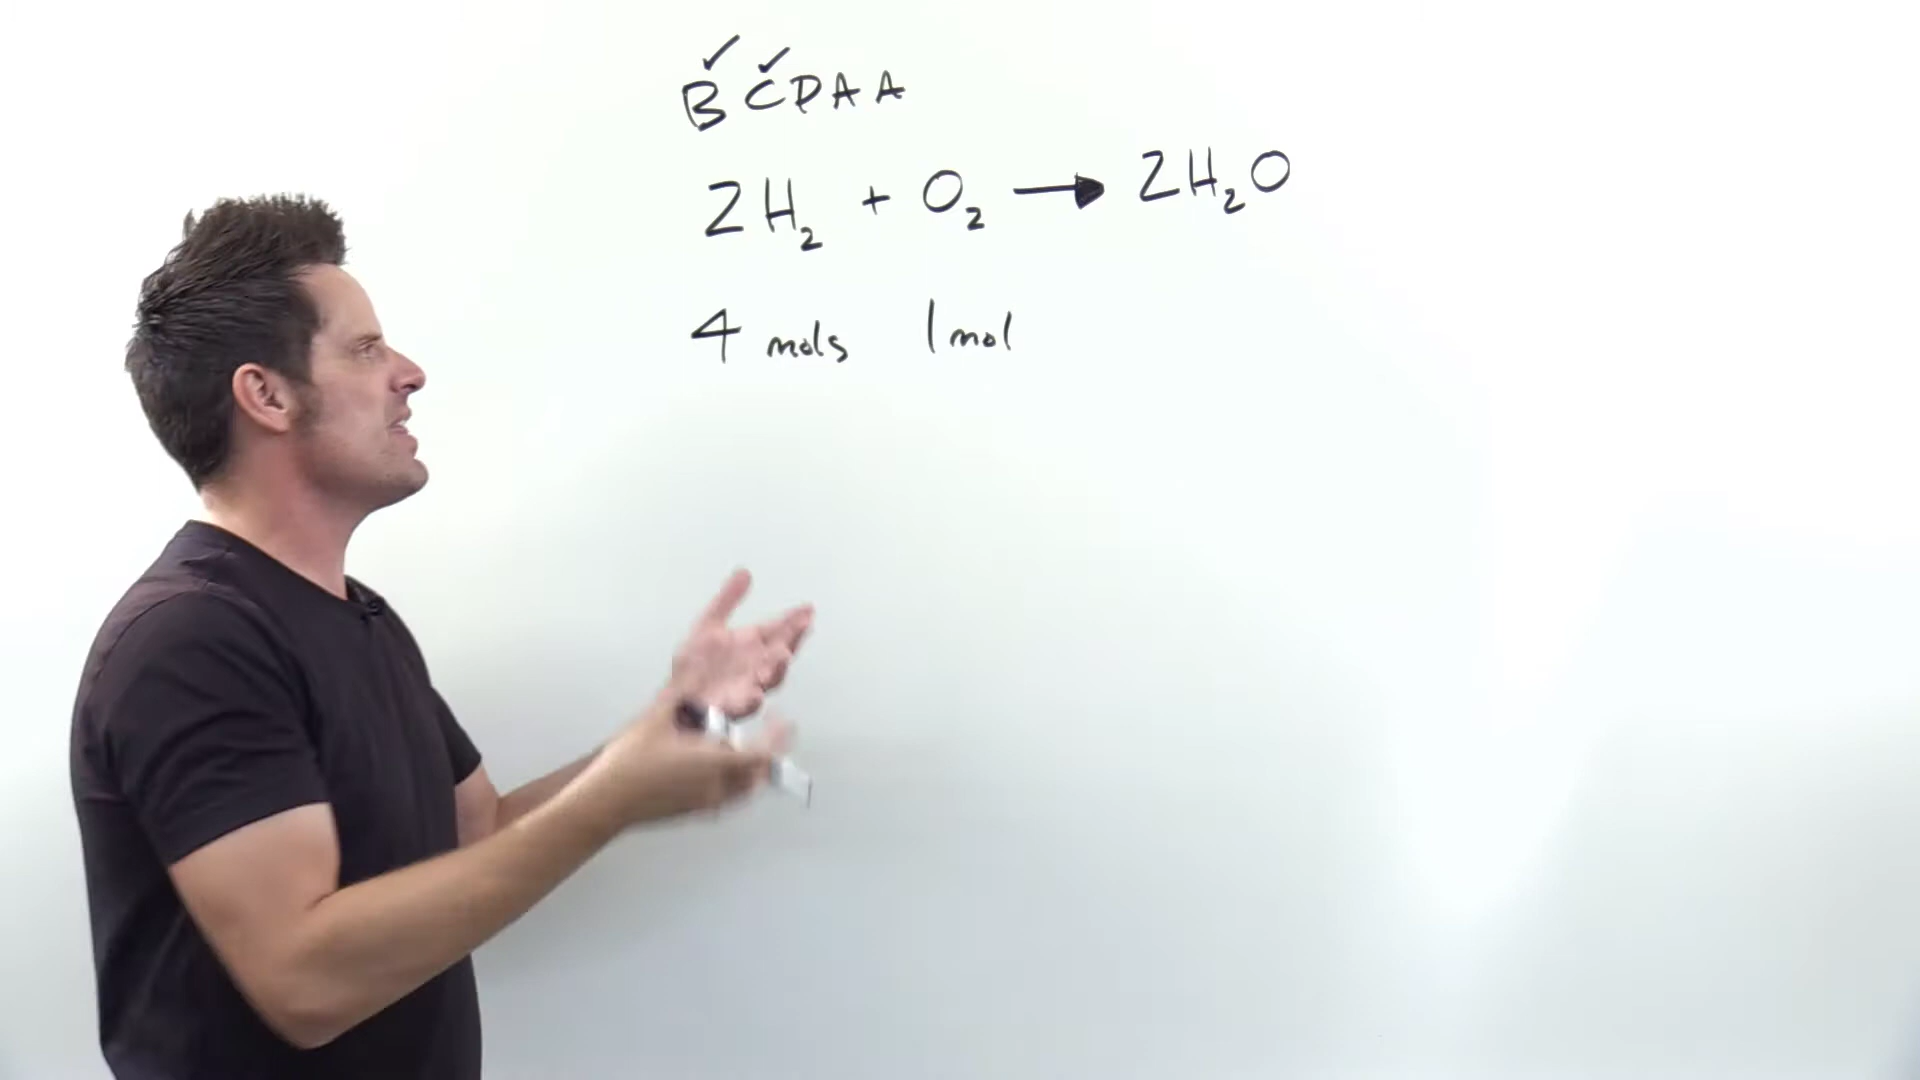 ✓ ✓
B C D A A
2H₂ + O₂ → 2H₂O
4 mols 1 mol